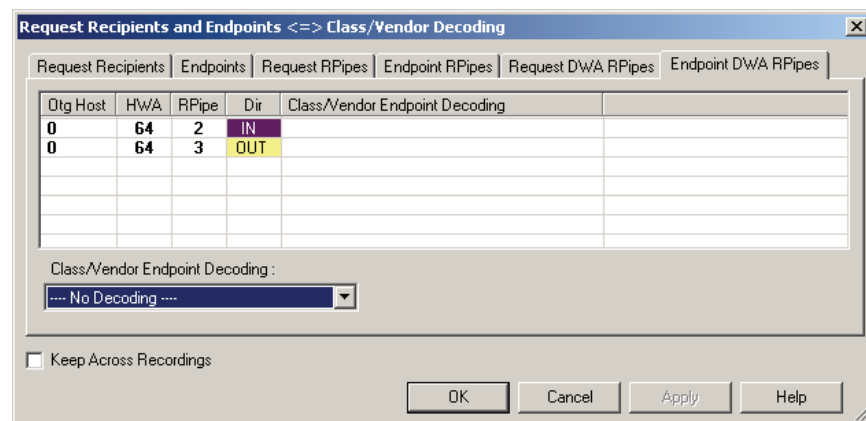 Request Recipients and Endpoints <=> Class/Vendor Decoding
Request Recipients Endpoints Request RPipes Endpoint RPipes Request DWA RPipes Endpoint DWA RPipes
Otg Host HWA RPipe Dir Class/Vendor Endpoint Decoding
0 64 2 IN
0 64 3 OUT
Class/Vendor Endpoint Decoding :
---- No Decoding ----
Keep Across Recordings
OK Cancel Apply Help